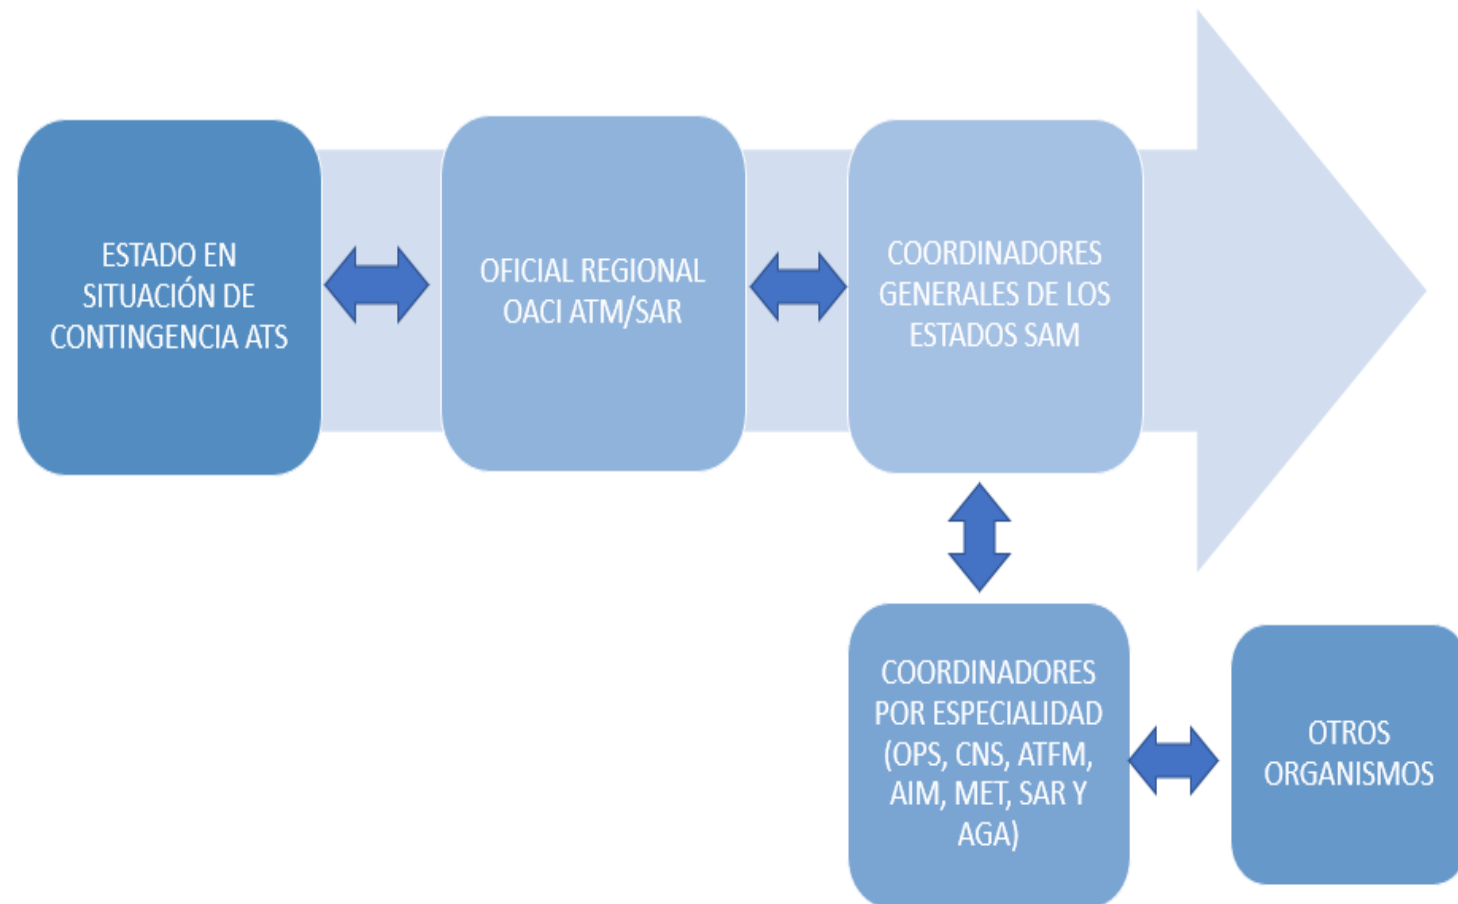 ESTADO EN
SITUACIÓN DE
CONTINGENCIA ATS
OFICIAL REGIONAL
OACI ATM/SAR
COORDINADORES
GENERALES DE LOS
ESTADOS SAM
COORDINADORES
POR ESPECIALIDAD
(OPS, CNS, ATFM,
AIM, MET, SAR Y
AGA)
OTROS
ORGANISMOS